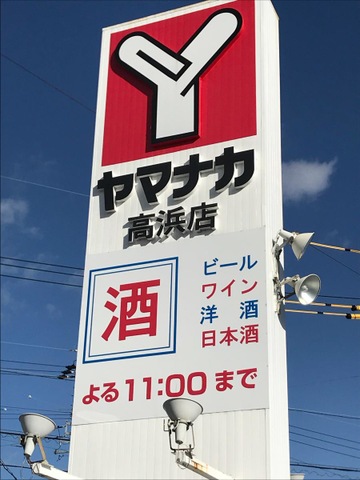 Y
ヤマナカ
高浜店
酒
ビール
ワイン
洋酒
日本酒
よる11:00まで